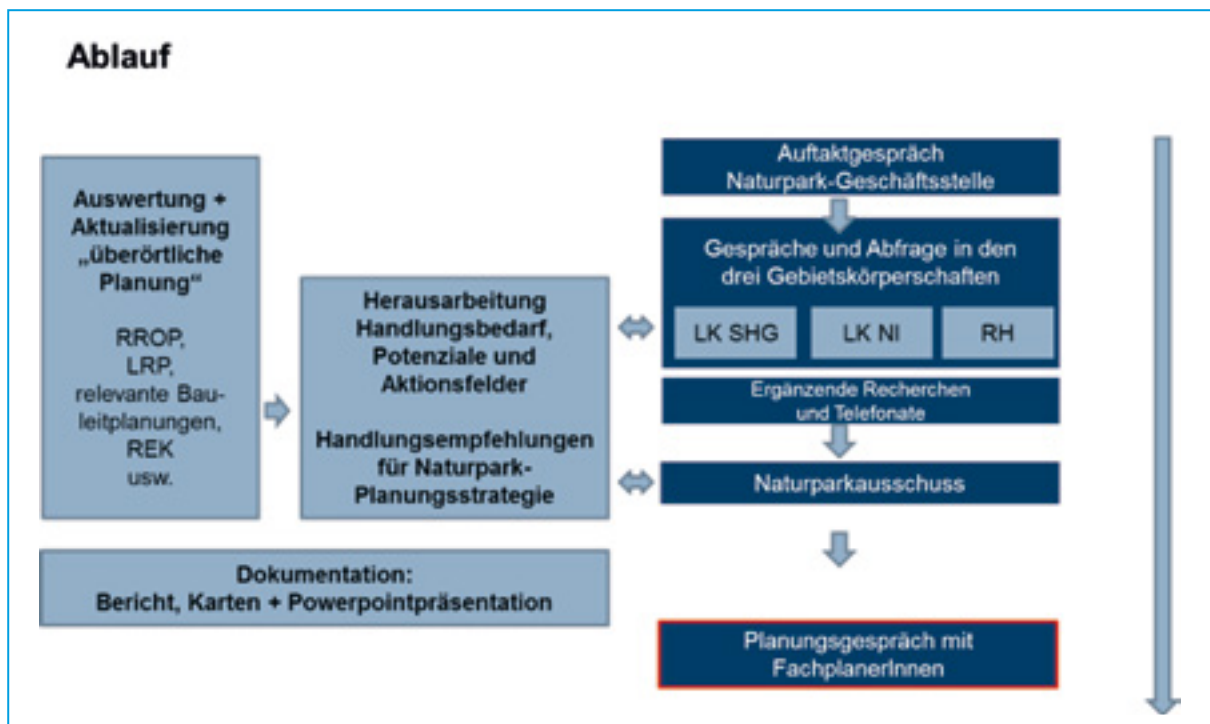 Ablauf
Auswertung +
Aktualisierung
„überörtliche
Planung“
RROP,
LRP,
relevante Bau-
leitplanungen,
REK
usw.
Herausarbeitung
Handlungsbedarf,
Potenziale und
Aktionsfelder
Handlungsempfehlungen
für Naturpark-
Planungsstrategie
Dokumentation:
Bericht, Karten + Powerpointpräsentation
Auftaktgespräch
Naturpark-Geschäftsstelle
Gespräche und Abfrage in den
drei Gebietskörperschaften
LK SHG
LK NI
RH
Ergänzende Recherchen
und Telefonate
Naturparkausschuss
Planungsgespräch mit
FachplanerInnen